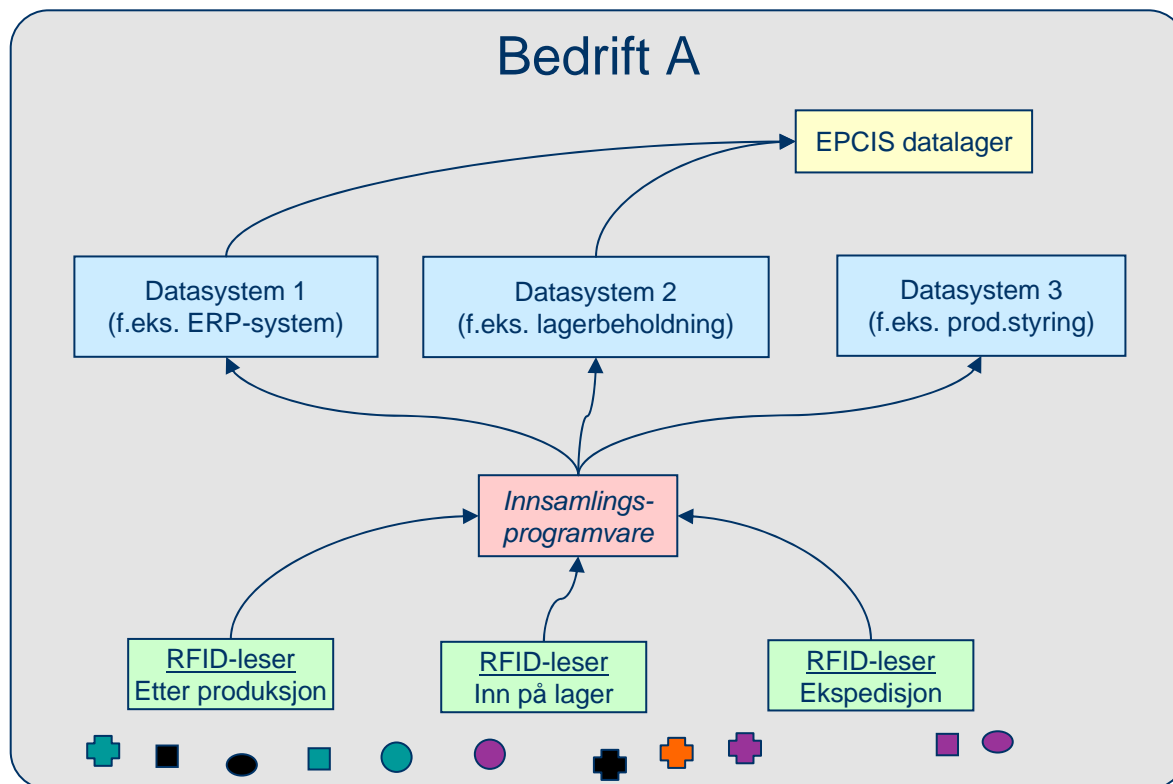 Bedrift A
EPCIS datalager
Datasystem 1
(f.eks. ERP-system)
Datasystem 2
(f.eks. lagerbeholdning)
Datasystem 3
(f.eks. prod.styring)
Innsamlings-
programvare
RFID-leser
Etter produksjon
RFID-leser
Inn på lager
RFID-leser
Ekspedisjon